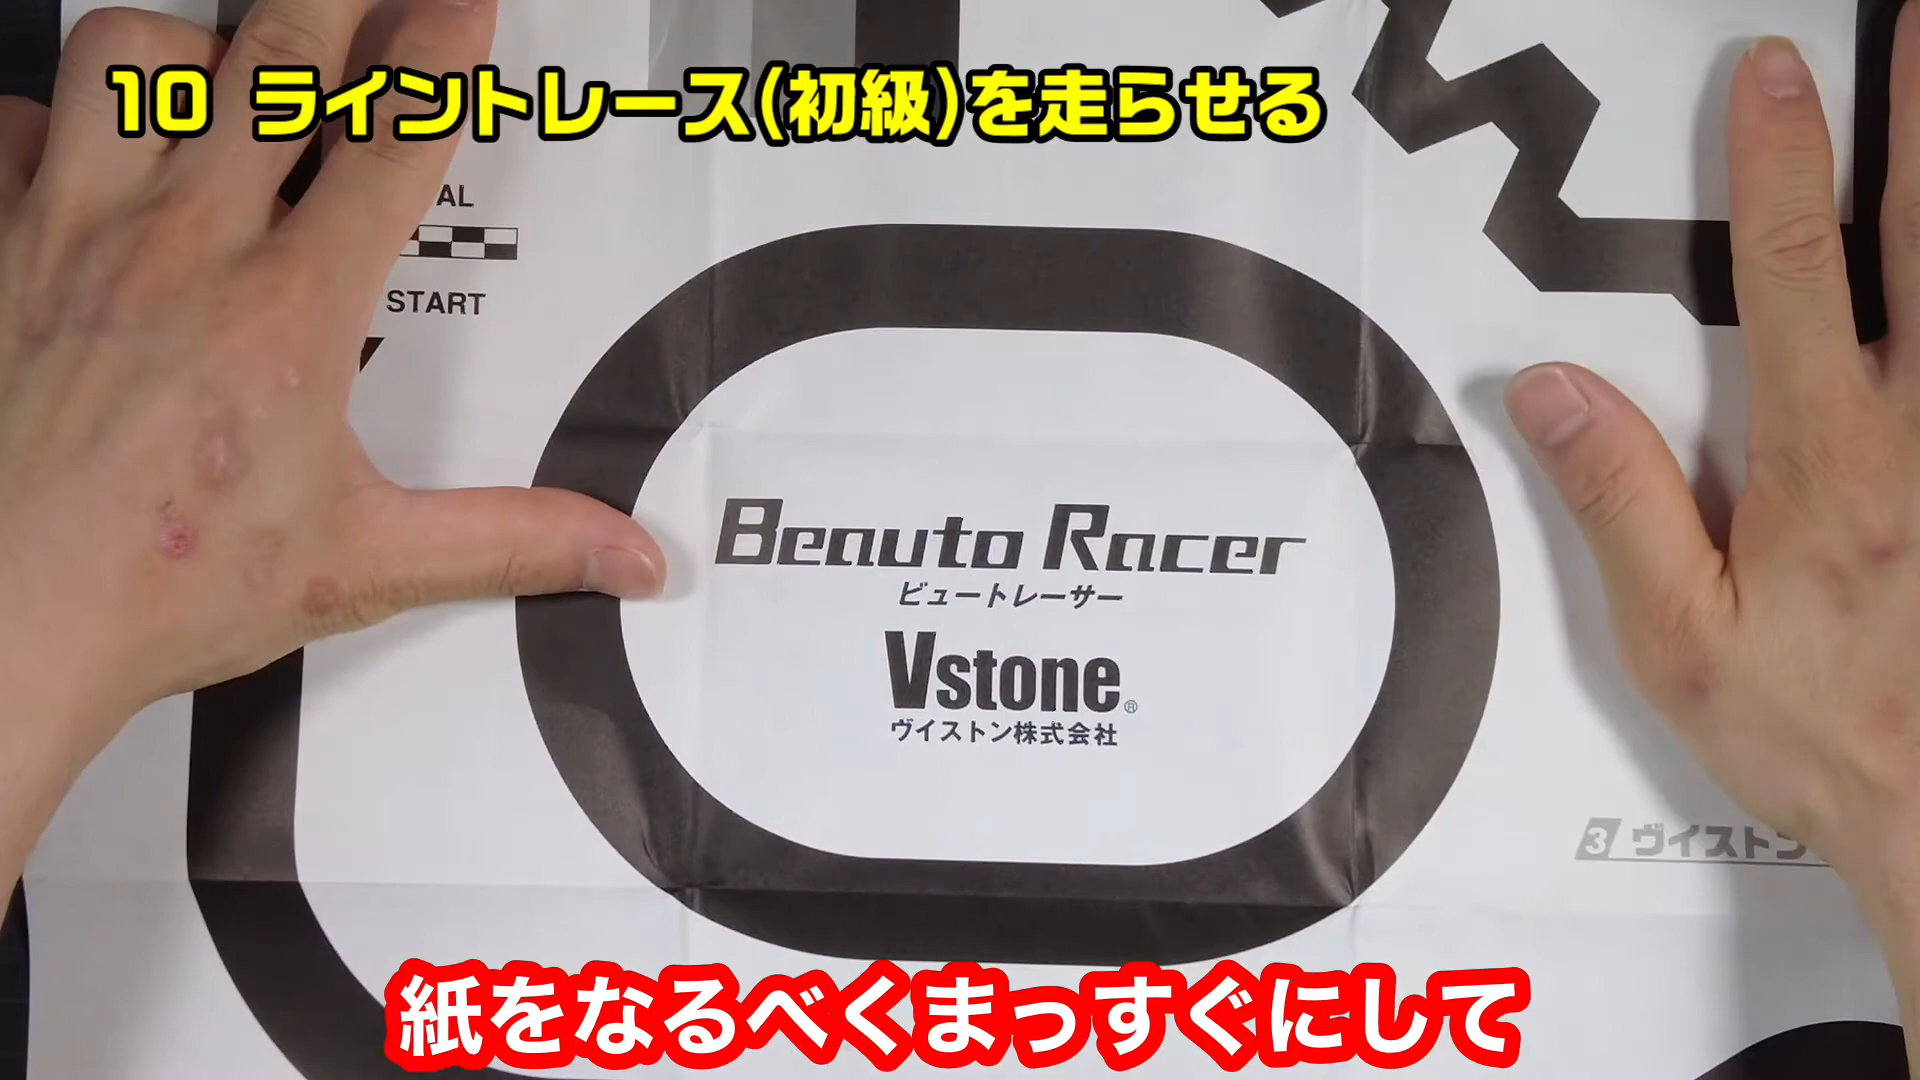 10 ライントレース(初級)を走らせる
AL
START
Beauto Racer
ビュートレーサー
Vstone®
ヴイストン株式会社
3 ヴイストン
紙をなるべくまっすぐにして